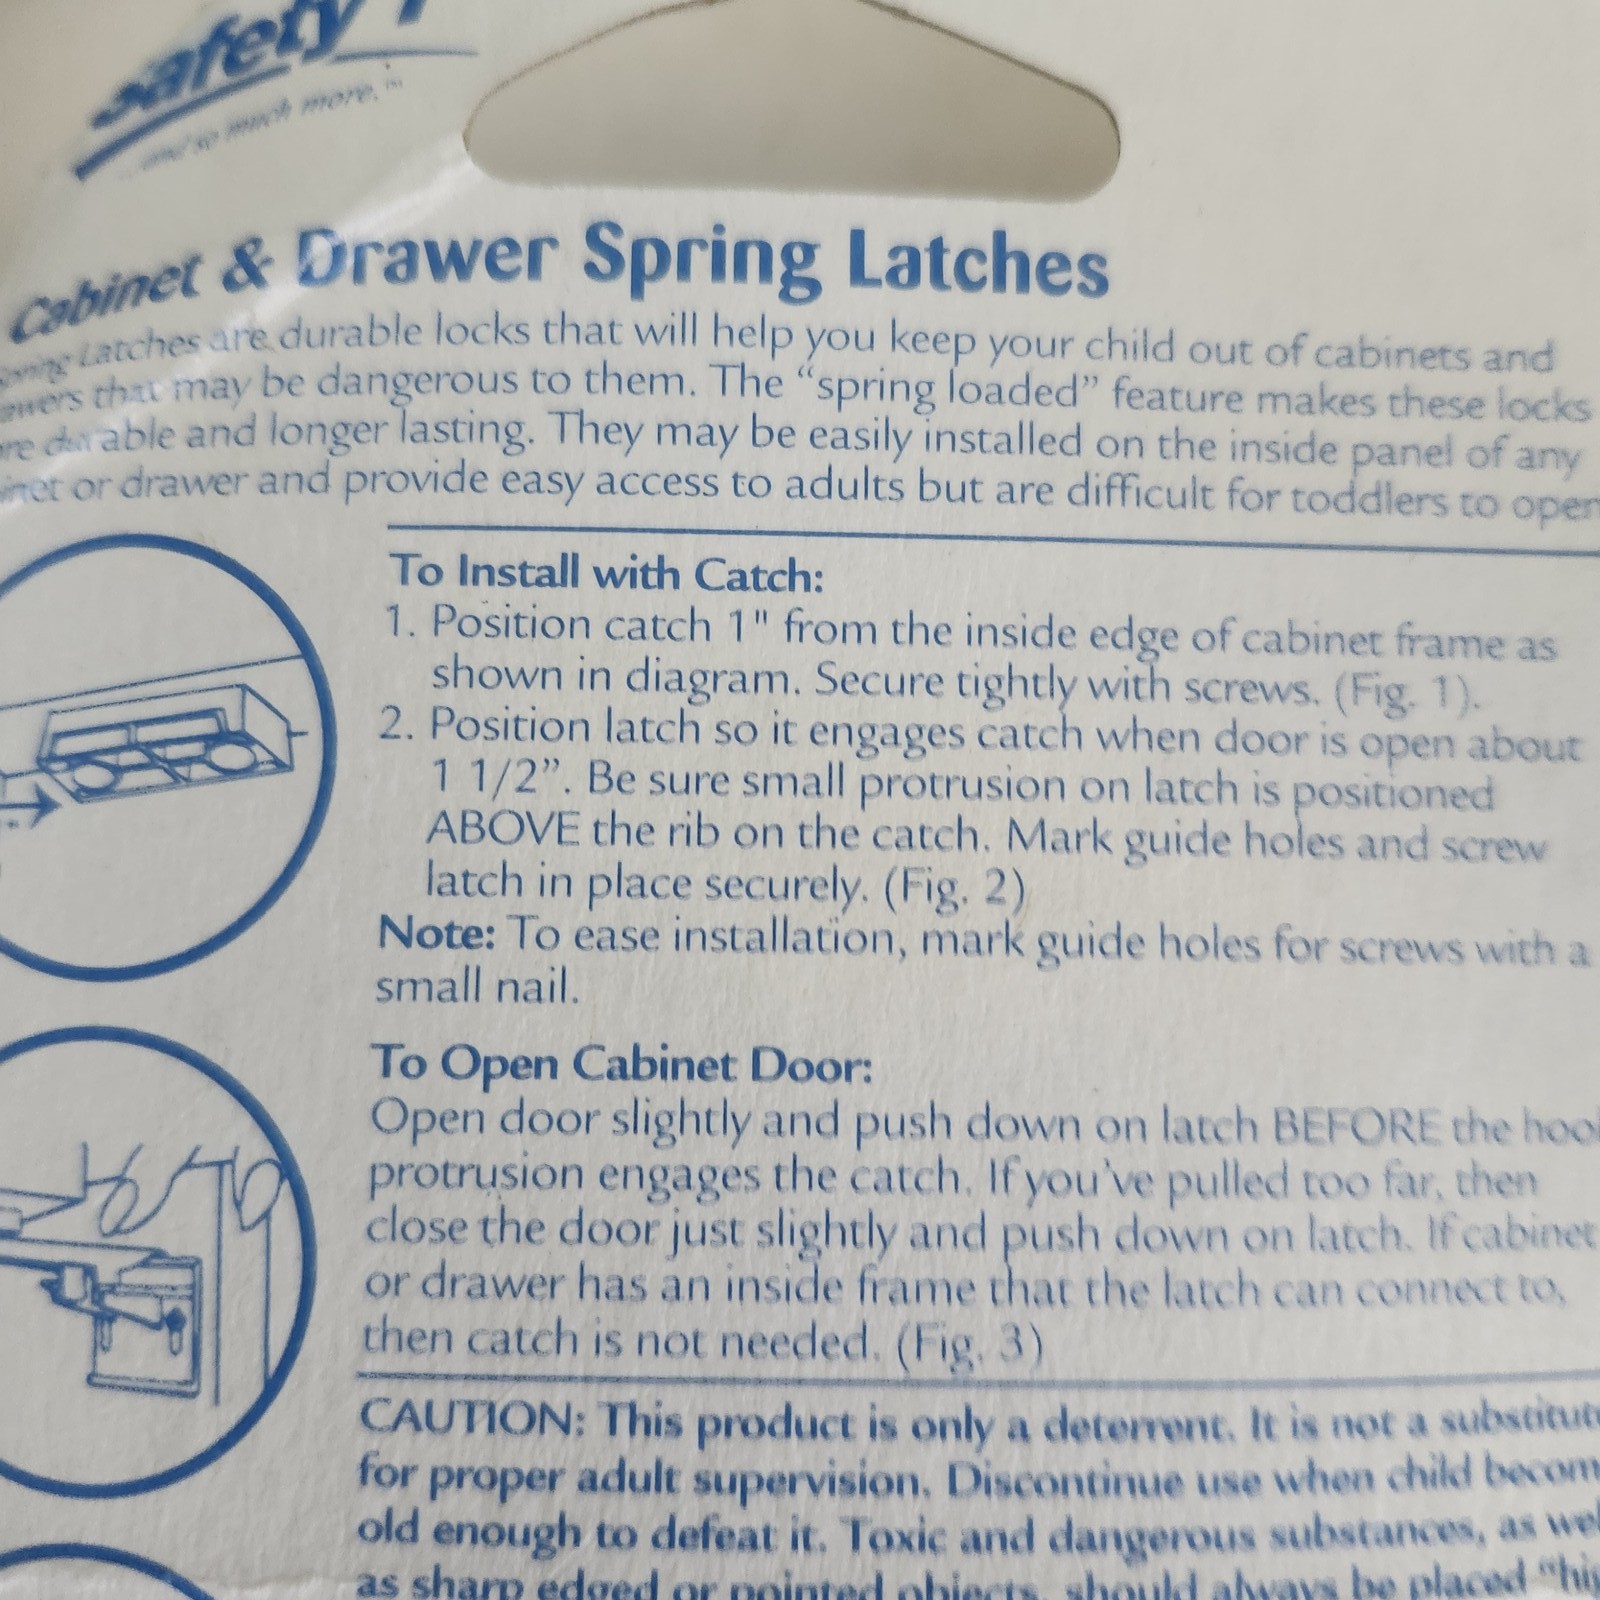 Safety 1
...and so much more.™
Cabinet & Drawer Spring Latches
Spring Latches are durable locks that will help you keep your child out of cabinets and
that may be dangerous to them. The “spring loaded” feature makes these locks
durable and longer lasting. They may be easily installed on the inside panel of any
or drawer and provide easy access to adults but are difficult for toddlers to open
To Install with Catch:
1. Position catch 1" from the inside edge of cabinet frame as
shown in diagram. Secure tightly with screws. (Fig. 1).
2. Position latch so it engages catch when door is open about
1 1/2”. Be sure small protrusion on latch is positioned
ABOVE the rib on the catch. Mark guide holes and screw
latch in place securely. (Fig. 2)
Note: To ease installation, mark guide holes for screws with a
small nail.
To Open Cabinet Door:
Open door slightly and push down on latch BEFORE the
protrusion engages the catch. If you've pulled too far, then
close the door just slightly and push down on latch. If cabinet
or drawer has an inside frame that the latch can connect to,
then catch is not needed. (Fig. 3)
CAUTION: This product is only a deterrent. It is not a
for proper adult supervision. Discontinue use when child
old enough to defeat it. Toxic and dangerous substances, as
as sharp edged or pointed objects, should always be placed